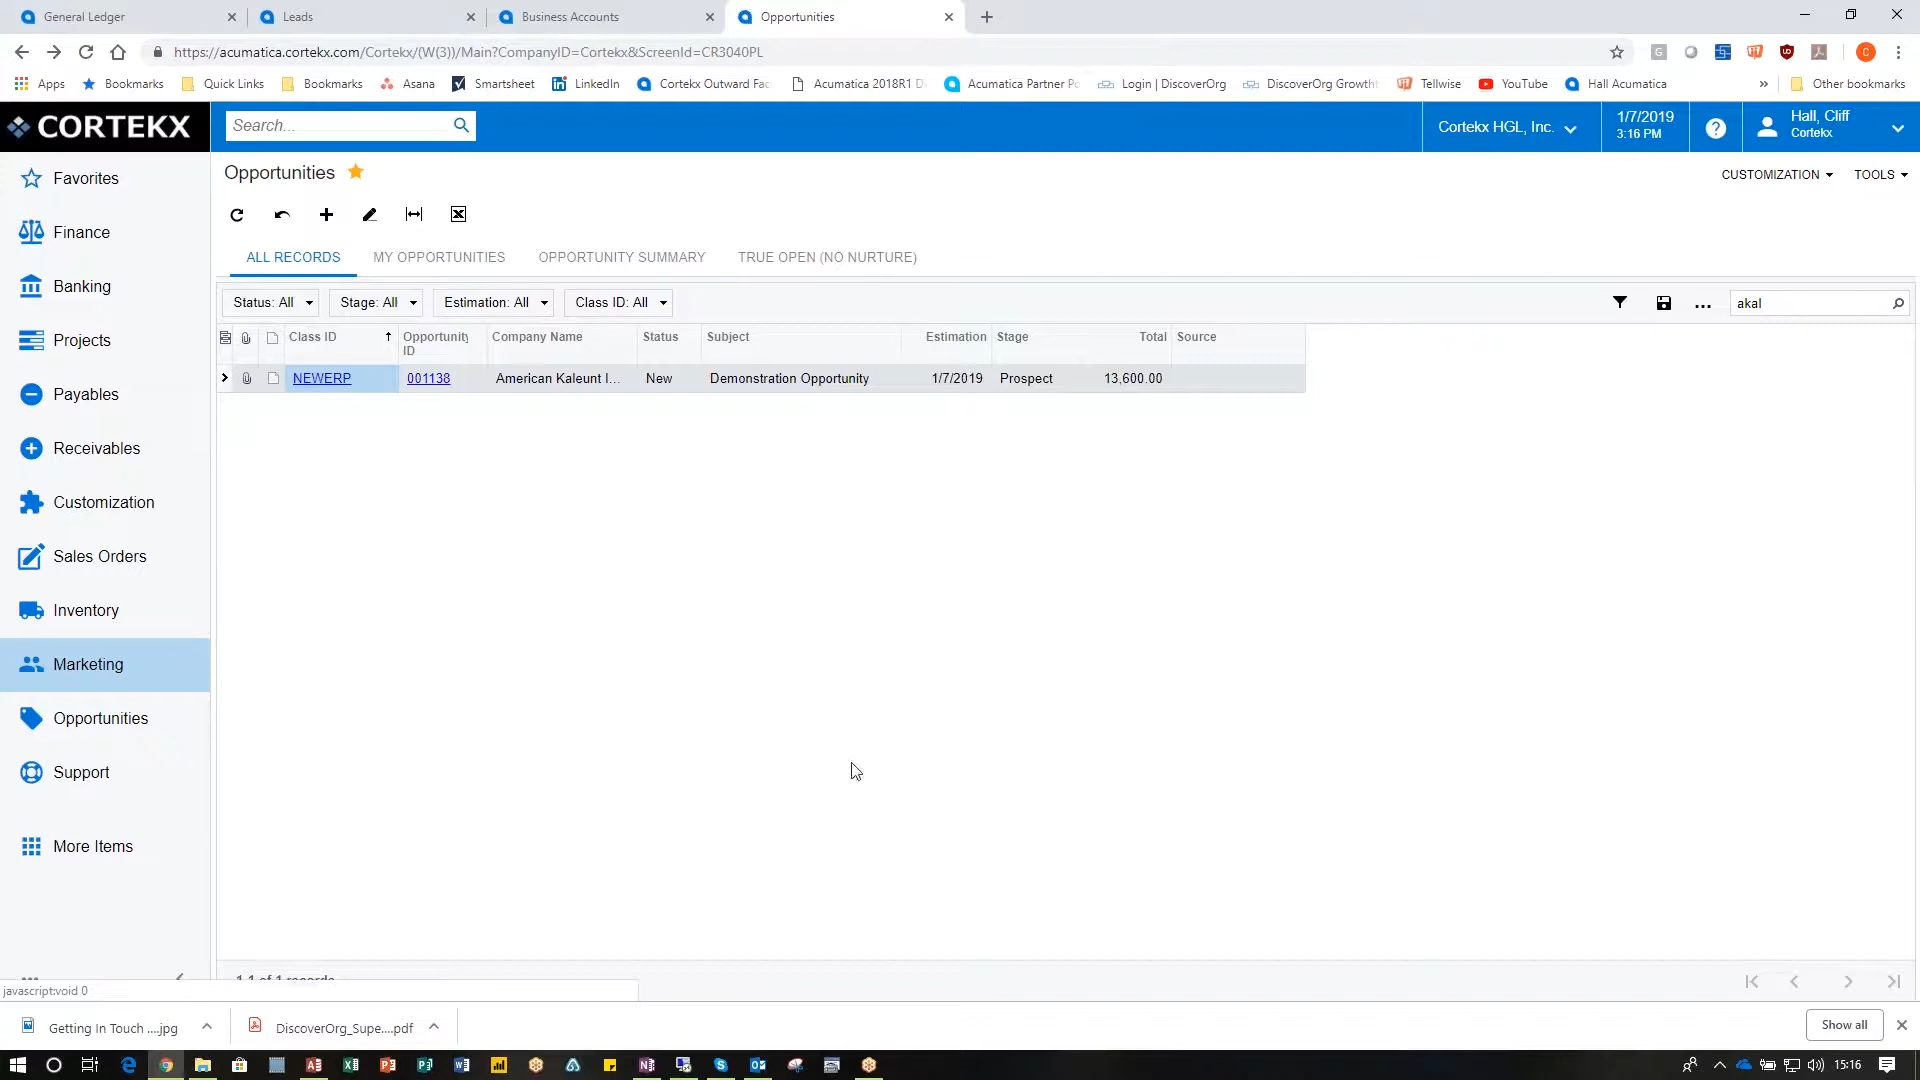 General Ledger
Leads
Business Accounts
Opportunities
https://acumatica.cortekx.com/Cortekx/(W(3))/Main?CompanyID=Cortekx&ScreenId=CR3040PL
Apps Bookmarks Quick Links Bookmarks Asana Smartsheet LinkedIn Cortekx Outward Fac Acumatica 2018R1 D Acumatica Partner Po Login | DiscoverOrg DiscoverOrg Growth Tellwise YouTube Hall Acumatica » Other bookmarks
CORTEKX
Search...
Cortekx HGL, Inc.
1/7/2019
3:16 PM
Hall, Cliff
Cortekx
Favorites
Finance
Banking
Projects
Payables
Receivables
Customization
Sales Orders
Inventory
Marketing
Opportunities
Support
More Items
Opportunities
CUSTOMIZATION TOOLS
ALL RECORDS MY OPPORTUNITIES OPPORTUNITY SUMMARY TRUE OPEN (NO NURTURE)
Status: All Stage: All Estimation: All Class ID: All
akal
Class ID Opportunity ID Company Name Status Subject Estimation Stage Total Source
NEWERP 001138 American Kaleunt I... New Demonstration Opportunity 1/7/2019 Prospect 13,600.00
1-1 of 1 records
javascript:void 0
Getting In Touch ....jpg
DiscoverOrg_Supe....pdf
Show all
15:16